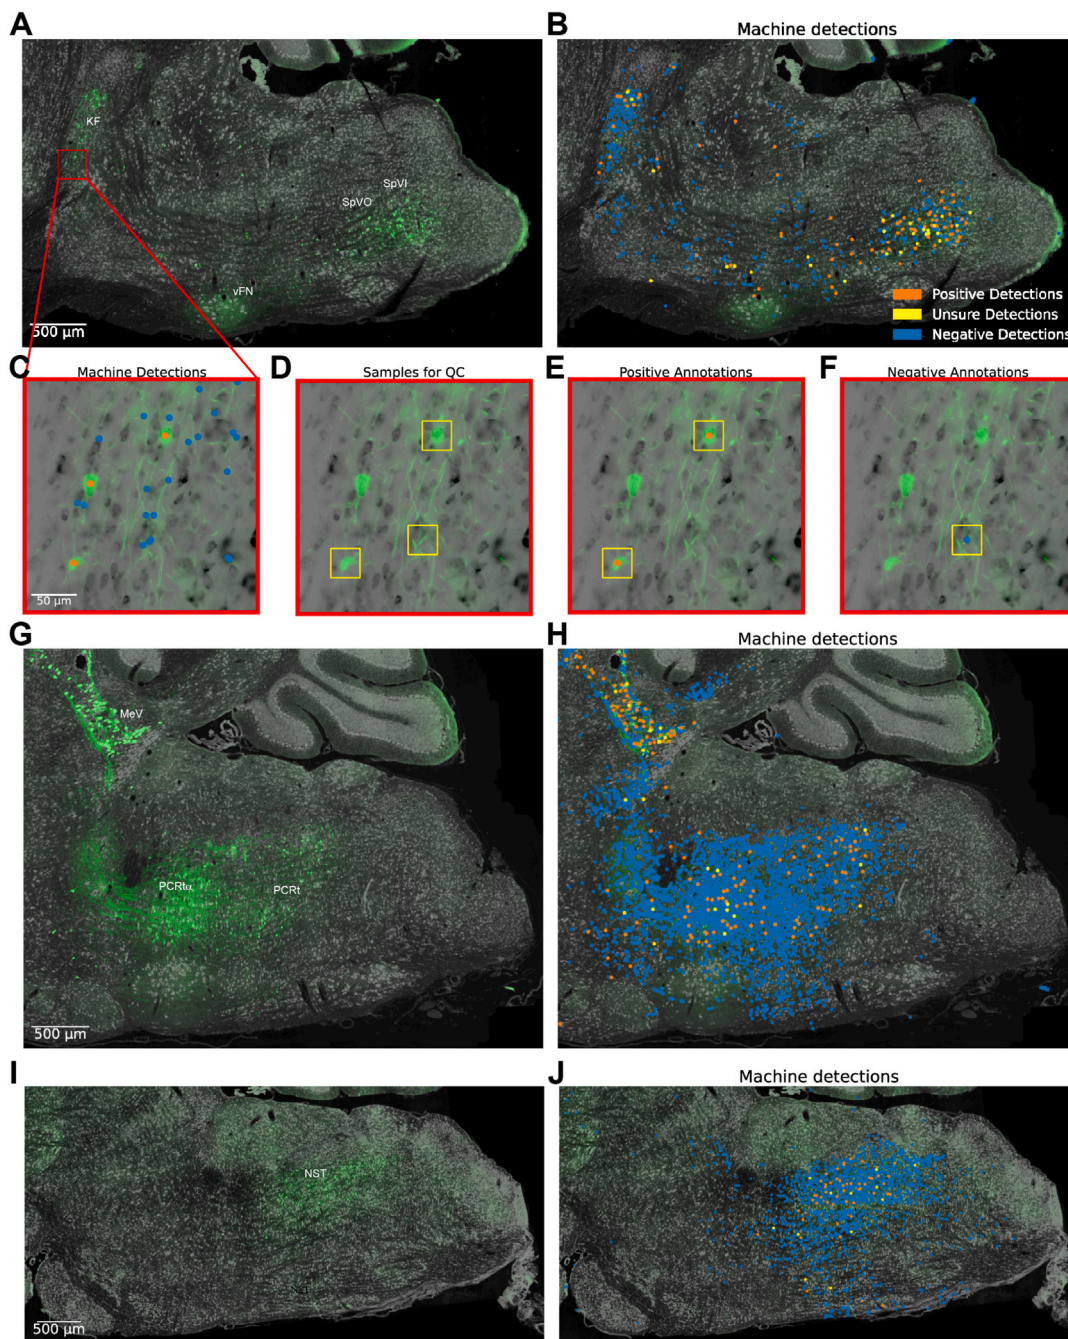 A
B
Machine detections
KF
SpVI
SpVO
vFN
500 µm
Positive Detections
Unsure Detections
Negative Detections
C
Machine Detections
D
Samples for QC
E
Positive Annotations
F
Negative Annotations
50 µm
G
H
Machine detections
MeV
PCRtα
PCRt
500 µm
I
J
Machine detections
NST
500 µm